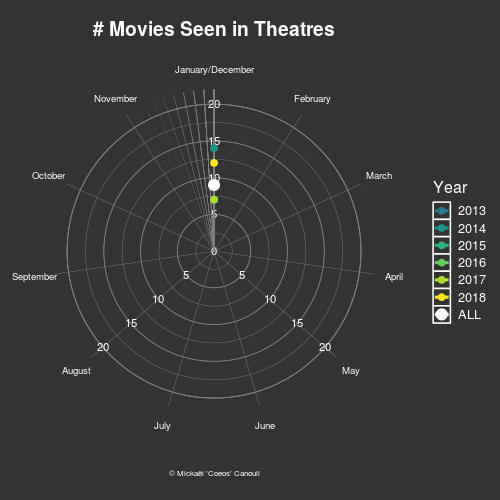 # Movies Seen in Theatres
January/December
November
February
20
15
October
March
10
5
Year
2013
2014
2015
2016
2017
2018
ALL
0
September
5
5
April
10
10
15
15
20
20
August
May
July
June
© Mickaël 'Coeos' Canouil